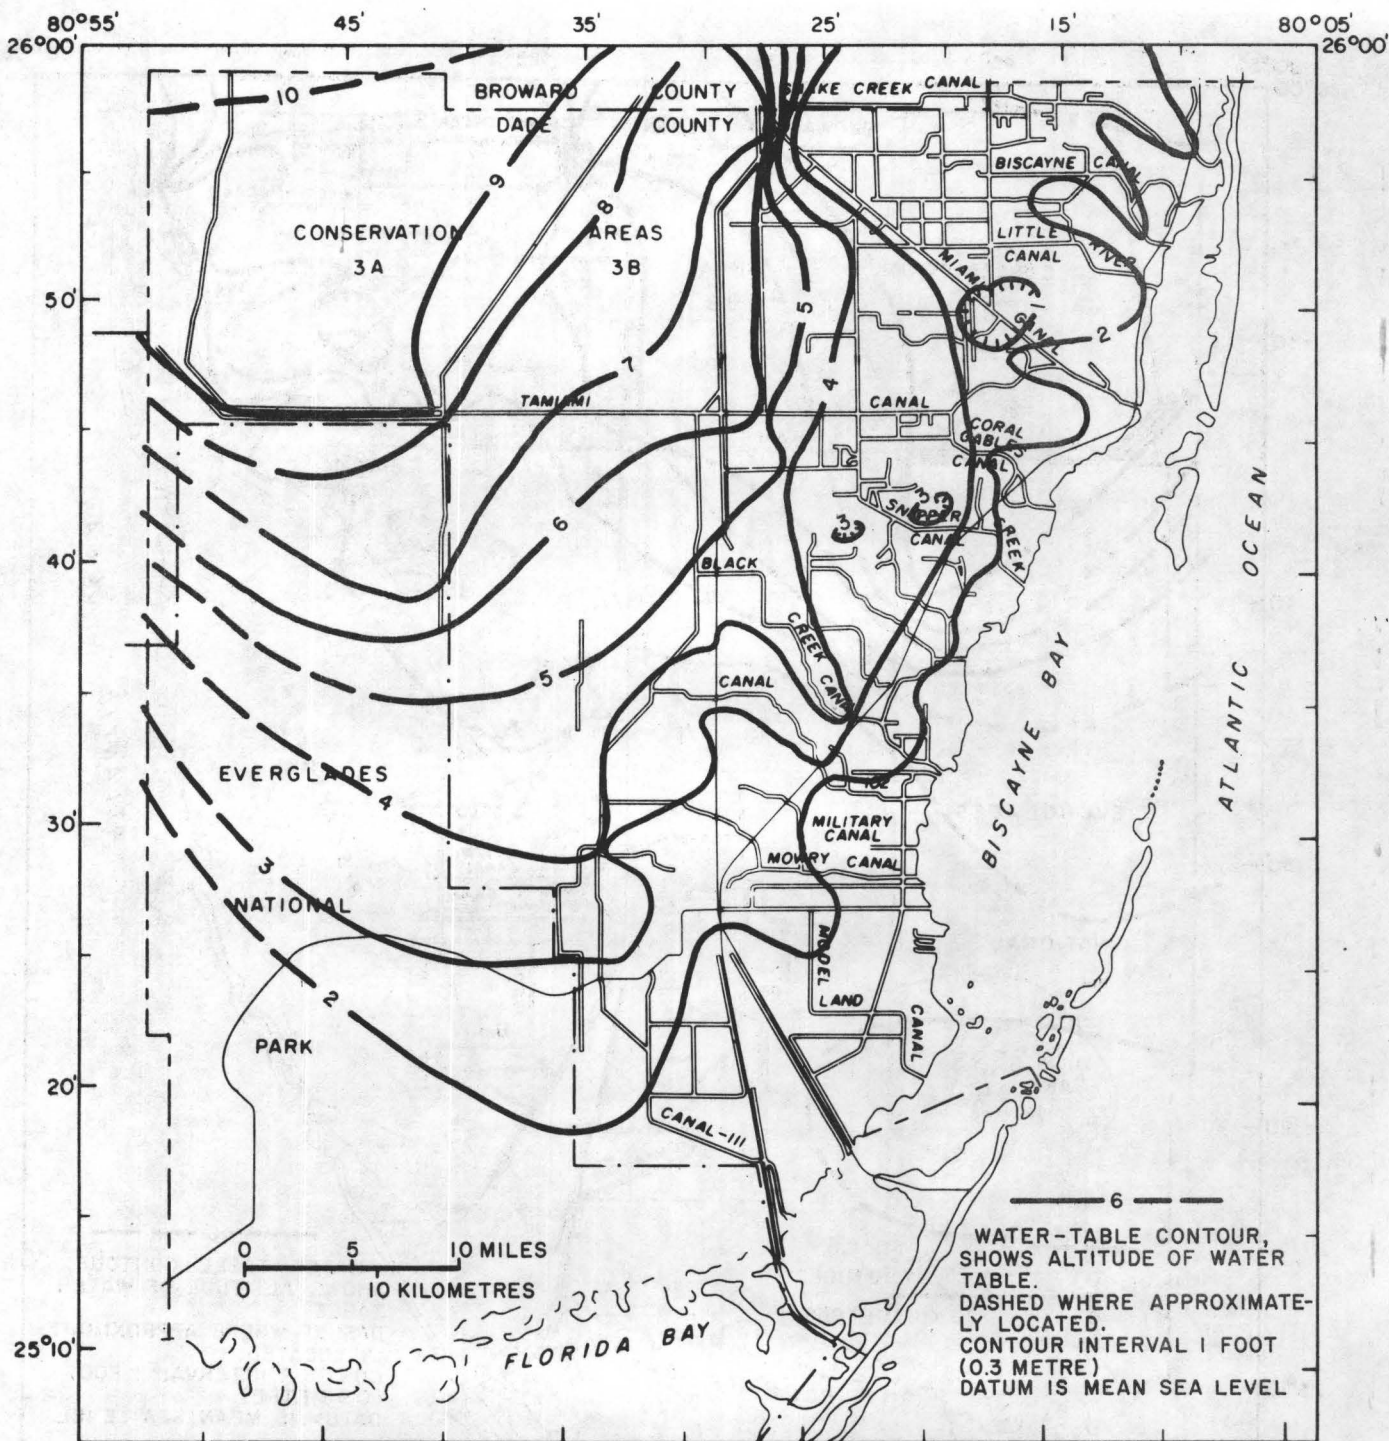 80°55' 45' 35' 25' 15' 80°05'
26°00' 26°00'
10
BROWARD COUNTY
DADE COUNTY
SNAKE CREEK CANAL
BISCAYNE CANAL
9
8
CONSERVATION AREAS
3A 3B
LITTLE RIVER
CANAL
MIAMI CANAL
50'
5
1
2
7
4
TAMIAMI CANAL
CORAL
GABLES
CANAL
3
3
SNAPPER CREEK
CANAL
6
40'
BLACK CREEK CANAL
5
CANAL
BISCAYNE BAY
ATLANTIC OCEAN
EVERGLADES
4
102
30'
MILITARY
CANAL
MOWRY CANAL
3
NATIONAL
MODEL
LAND
CANAL
2
PARK
20'
CANAL-111
6
0 5 10 MILES
0 10 KILOMETRES
WATER-TABLE CONTOUR,
SHOWS ALTITUDE OF WATER
TABLE.
DASHED WHERE APPROXIMATE-
LY LOCATED.
CONTOUR INTERVAL 1 FOOT
(0.3 METRE)
DATUM IS MEAN SEA LEVEL
25°10'
FLORIDA BAY